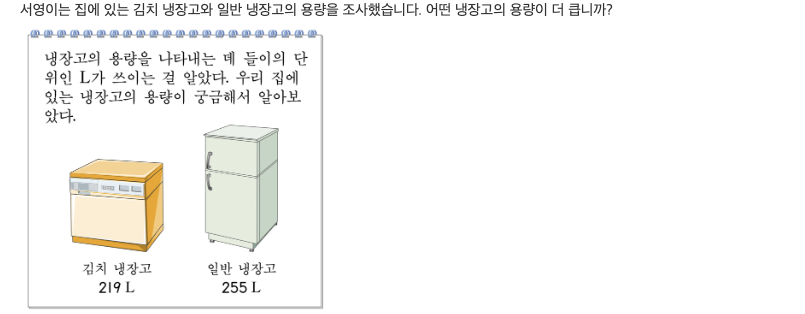 서영이는 집에 있는 김치 냉장고와 일반 냉장고의 용량을 조사했습니다. 어떤 냉장고의 용량이 더 큽니까?
냉장고의 용량을 나타내는 데 들이의 단
위인 L가 쓰이는 걸 알았다. 우리 집에
있는 냉장고의 용량이 궁금해서 알아보
았다.
김치 냉장고 일반 냉장고
219 L 255 L